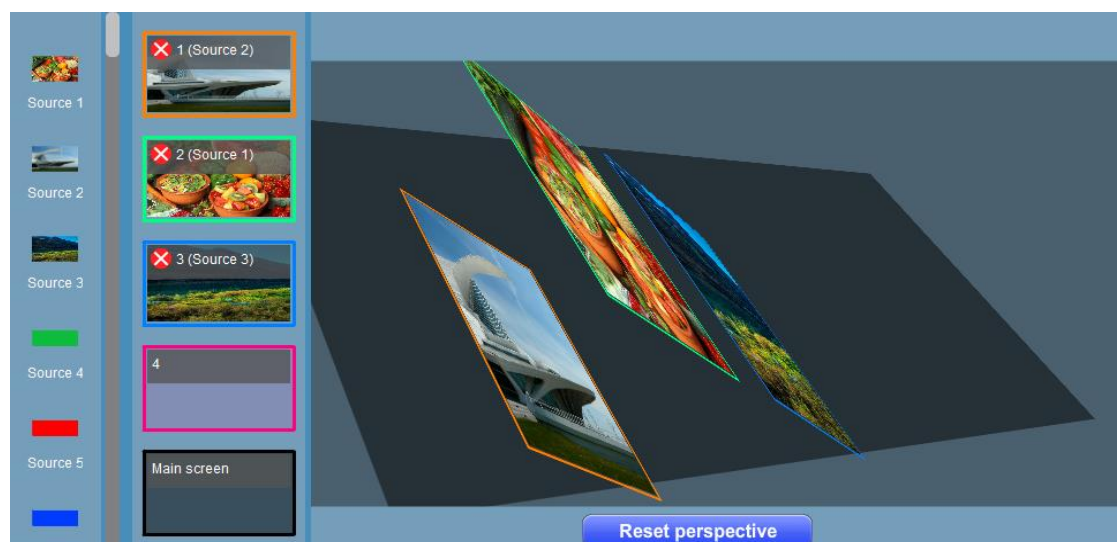 Source 1
Source 2
Source 3
Source 4
Source 5
1 (Source 2)
2 (Source 1)
3 (Source 3)
4
Main screen
Reset perspective